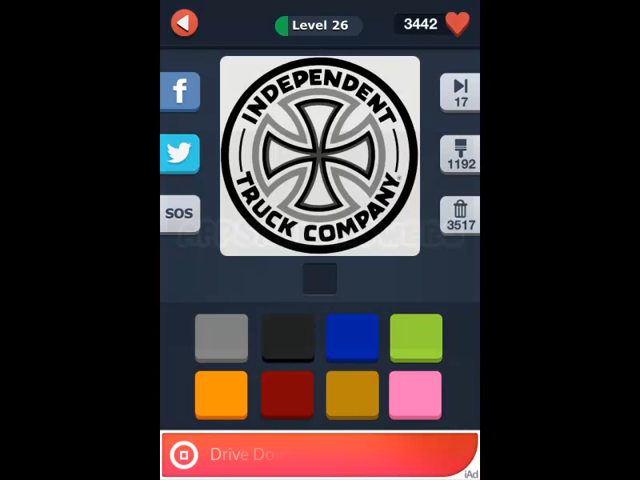 Level 26
3442
f
17
INDEPENDENT
TRUCK COMPANY
1192
SOS
3517
Drive Do
iAd